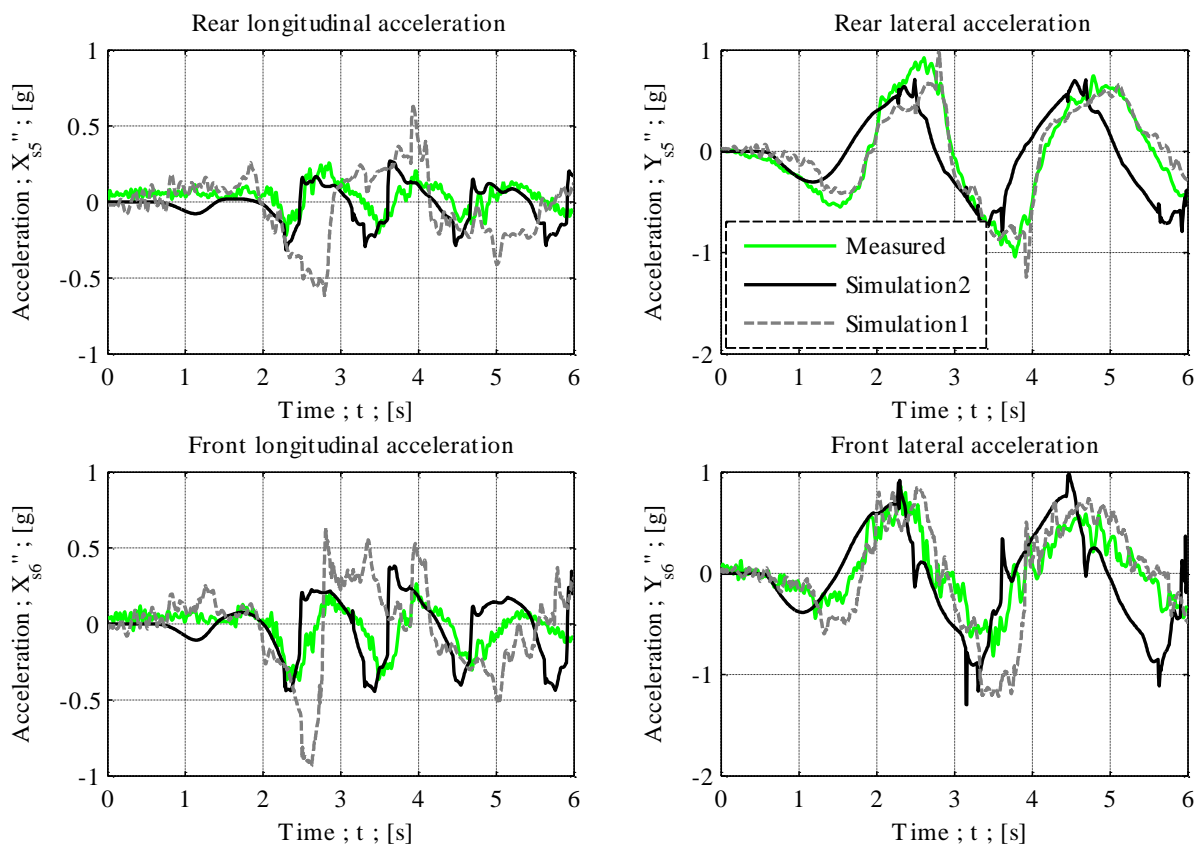 Rear longitudinal acceleration
1
0.5
0
-0.5
-1
Acceleration ; X_s5" ; [g]
0 1 2 3 4 5 6
Time ; t ; [s]
Rear lateral acceleration
1
0
-1
-2
Acceleration ; Y_s5" ; [g]
Measured
Simulation2
Simulation1
0 1 2 3 4 5 6
Time ; t ; [s]
Front longitudinal acceleration
1
0.5
0
-0.5
-1
Acceleration ; X_s6" ; [g]
0 1 2 3 4 5 6
Time ; t ; [s]
Front lateral acceleration
1
0
-1
-2
Acceleration ; Y_s6" ; [g]
0 1 2 3 4 5 6
Time ; t ; [s]